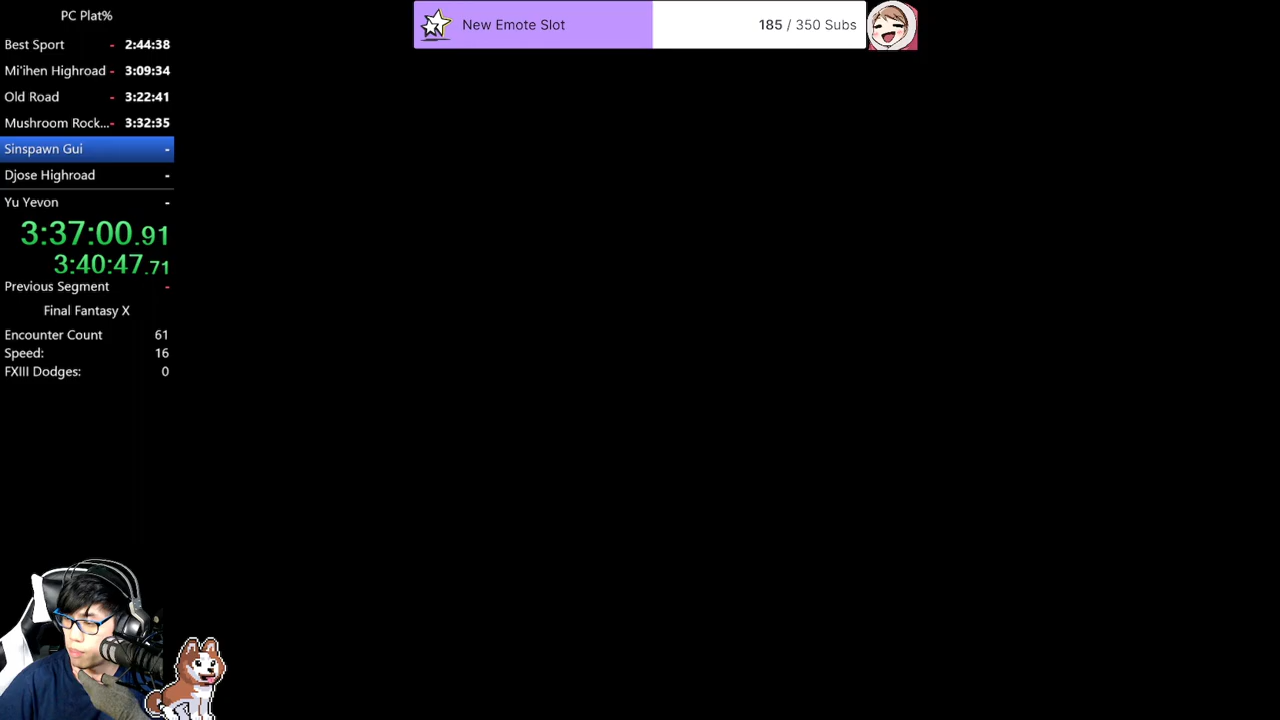 PC Plat%
Best Sport - 2:44:38
Mi'ihen Highroad - 3:09:34
Old Road - 3:22:41
Mushroom Rock...- 3:32:35
Sinspawn Gui -
Djose Highroad -
Yu Yevon -
3:37:00.91
3:40:47.71
Previous Segment -
Final Fantasy X
Encounter Count 61
Speed: 16
FXIII Dodges: 0
New Emote Slot 185 / 350 Subs